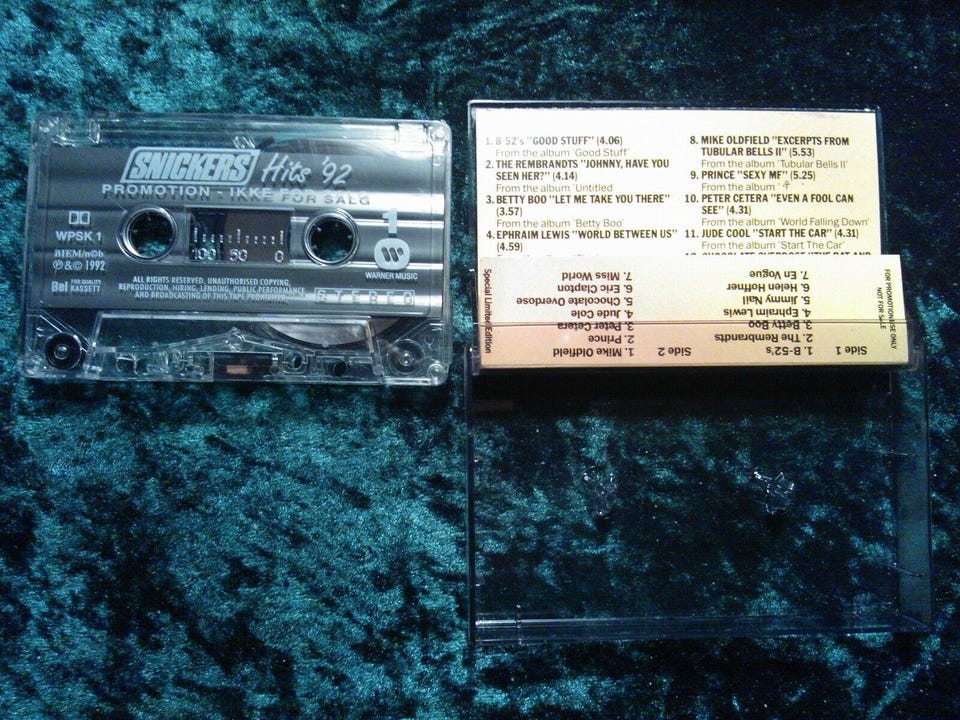 SNICKERS Hits '92
PROMOTION - IKKE FOR SALG
WPSK 1
BIEM/n©b
℗ & © 1992
Bel FOR QUALITY
KASSETT
100 50 0
1
WARNER MUSIC
ALL RIGHTS RESERVED. UNAUTHORISED COPYING,
REPRODUCTION, HIRING, LENDING, PUBLIC PERFORMANCE
AND BROADCASTING OF THIS TAPE PROHIBITED.
STEREO
1. B 52's "GOOD STUFF" (4.06)
From the album 'Good Stuff'
2. THE REMBRANDTS "JOHNNY, HAVE YOU
SEEN HER?" (4.14)
From the album 'Untitled
3. BETTY BOO "LET ME TAKE YOU THERE"
(3.57)
From the album 'Betty Boo'
4. EPHRAIM LEWIS "WORLD BETWEEN US"
(4.59)
8. MIKE OLDFIELD "EXCERPTS FROM
TUBULAR BELLS II" (5.53)
From the album 'Tubular Bells II'
9. PRINCE "SEXY MF" (5.25)
From the album '
10. PETER CETERA "EVEN A FOOL CAN
SEE" (4.31)
From the album 'World Falling Down'
11. JUDE COOL "START THE CAR" (4.31)
From the album 'Start The Car'
Side 1
1. B-52's
2. The Rembrandts
3. Betty Boo
4. Ephraim Lewis
5. Jimmy Nail
6. Helen Hoffner
7. En Vogue
Side 2
1. Mike Oldfield
2. Prince
3. Peter Cetera
4. Jude Cole
5. Chocolate Overdose
6. Eric Clapton
7. Miss World
FOR PROMOTION USE ONLY
NOT FOR SALE
Special Limited Edition